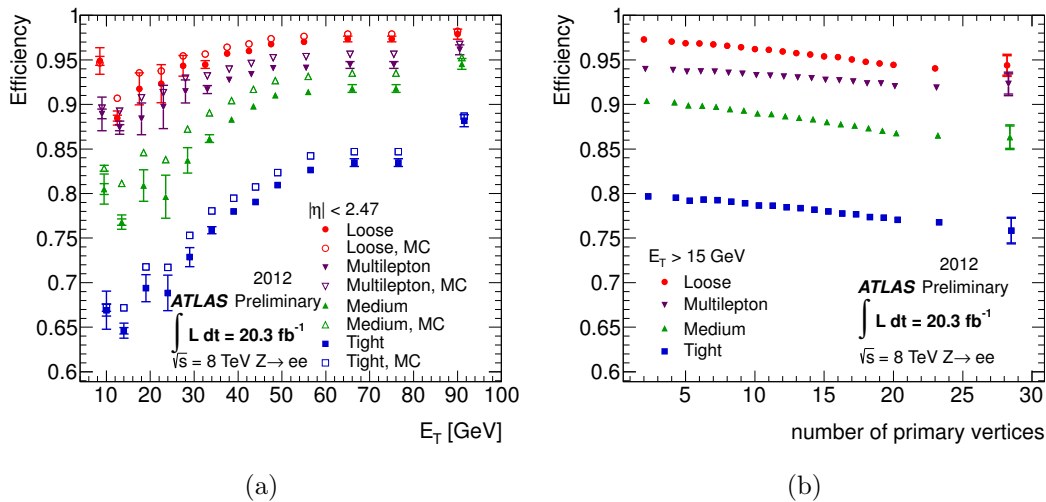 Efficiency
1
0.95
0.9
0.85
0.8
0.75
0.7
0.65
0.6
|η| < 2.47
Loose
Loose, MC
Multilepton
Multilepton, MC
Medium
Medium, MC
Tight
Tight, MC
2012
ATLAS Preliminary
∫ L dt = 20.3 fb⁻¹
√s = 8 TeV Z→ ee
0 10 20 30 40 50 60 70 80 90 100
E_T [GeV]
(a)
Efficiency
1
0.95
0.9
0.85
0.8
0.75
0.7
0.65
0.6
E_T > 15 GeV
Loose
Multilepton
Medium
Tight
2012
ATLAS Preliminary
∫ L dt = 20.3 fb⁻¹
√s = 8 TeV Z→ ee
5 10 15 20 25 30
number of primary vertices
(b)